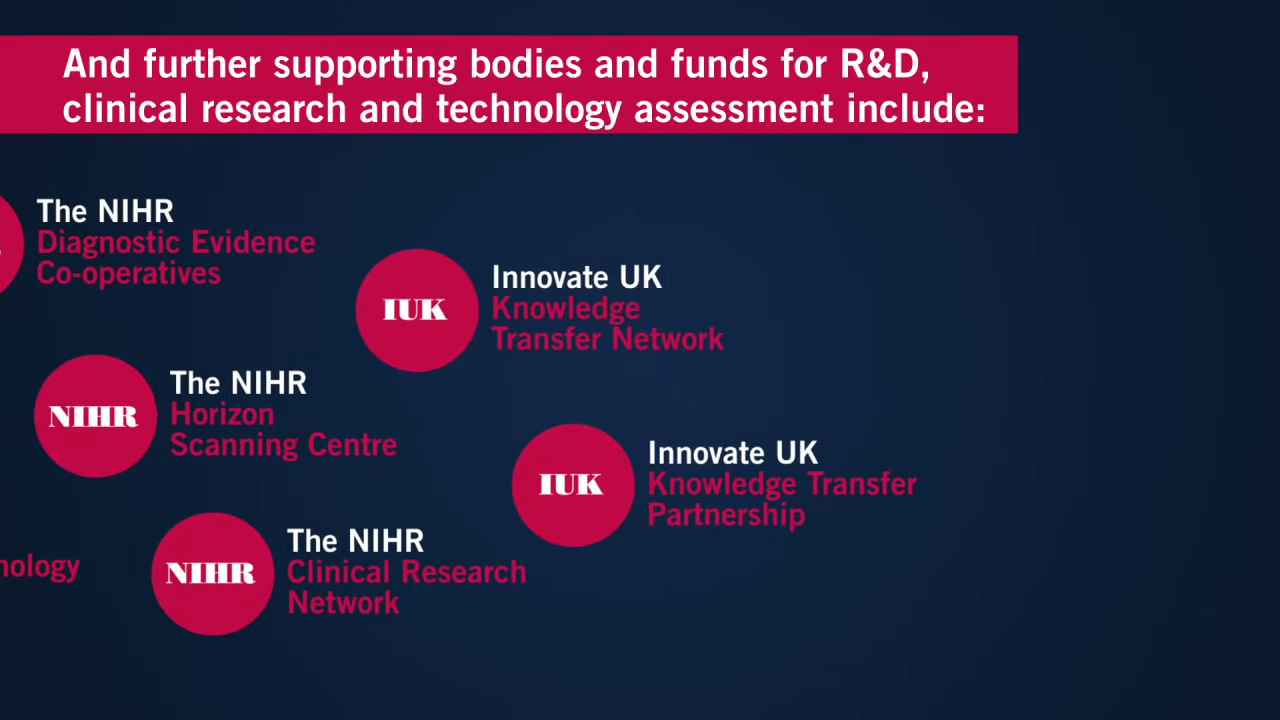 And further supporting bodies and funds for R&D,
clinical research and technology assessment include:
The NIHR
Diagnostic Evidence
Co-operatives
IUK
Innovate UK
Knowledge
Transfer Network
NIHR
The NIHR
Horizon
Scanning Centre
IUK
Innovate UK
Knowledge Transfer
Partnership
nology
NIHR
The NIHR
Clinical Research
Network